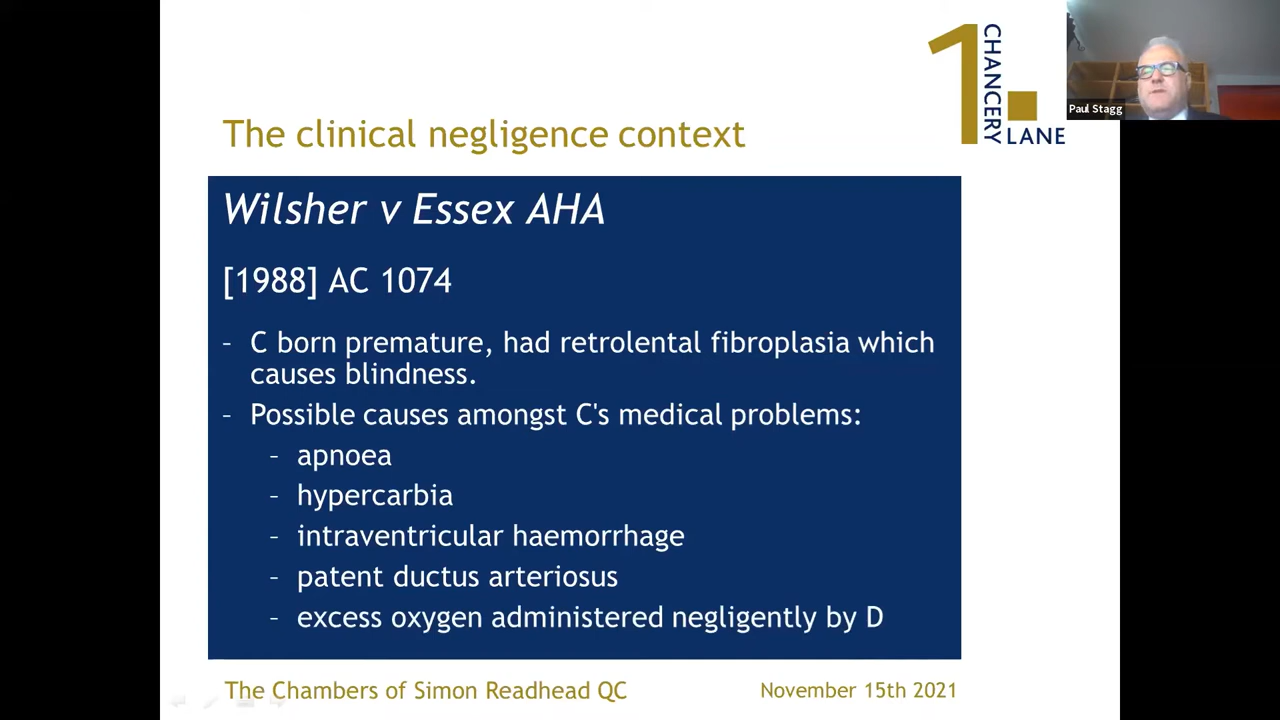 1 CHANCERY LANE
Paul Stagg
The clinical negligence context
Wilsher v Essex AHA
[1988] AC 1074
- C born premature, had retrolental fibroplasia which
causes blindness.
- Possible causes amongst C's medical problems:
- apnoea
- hypercarbia
- intraventricular haemorrhage
- patent ductus arteriosus
- excess oxygen administered negligently by D
The Chambers of Simon Readhead QC
November 15th 2021